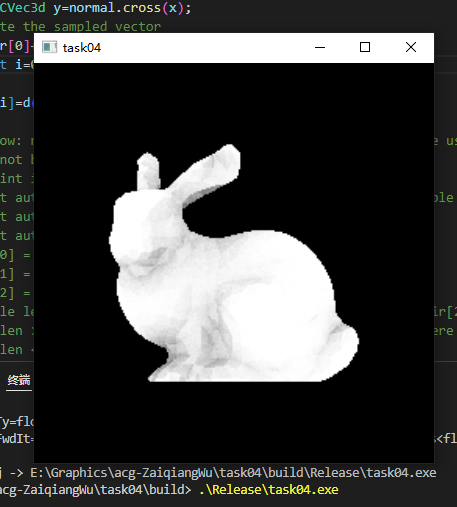 CVec3d y=normal.cross(x);
te the sampled vector
r[0]=
task04
t i=
i]=d
ow: r
e us
not b
int i
t aut
ple
t aut
t aut
0] =
1] =
2] =
le le
ir[2
len >
ere
len <
终端
Ty=flo
FwdIt=
s<fl
j -> E:\Graphics\acg-ZaiqiangWu\task04\build\Release\task04.exe
acg-ZaiqiangWu\task04\build> .\Release\task04.exe